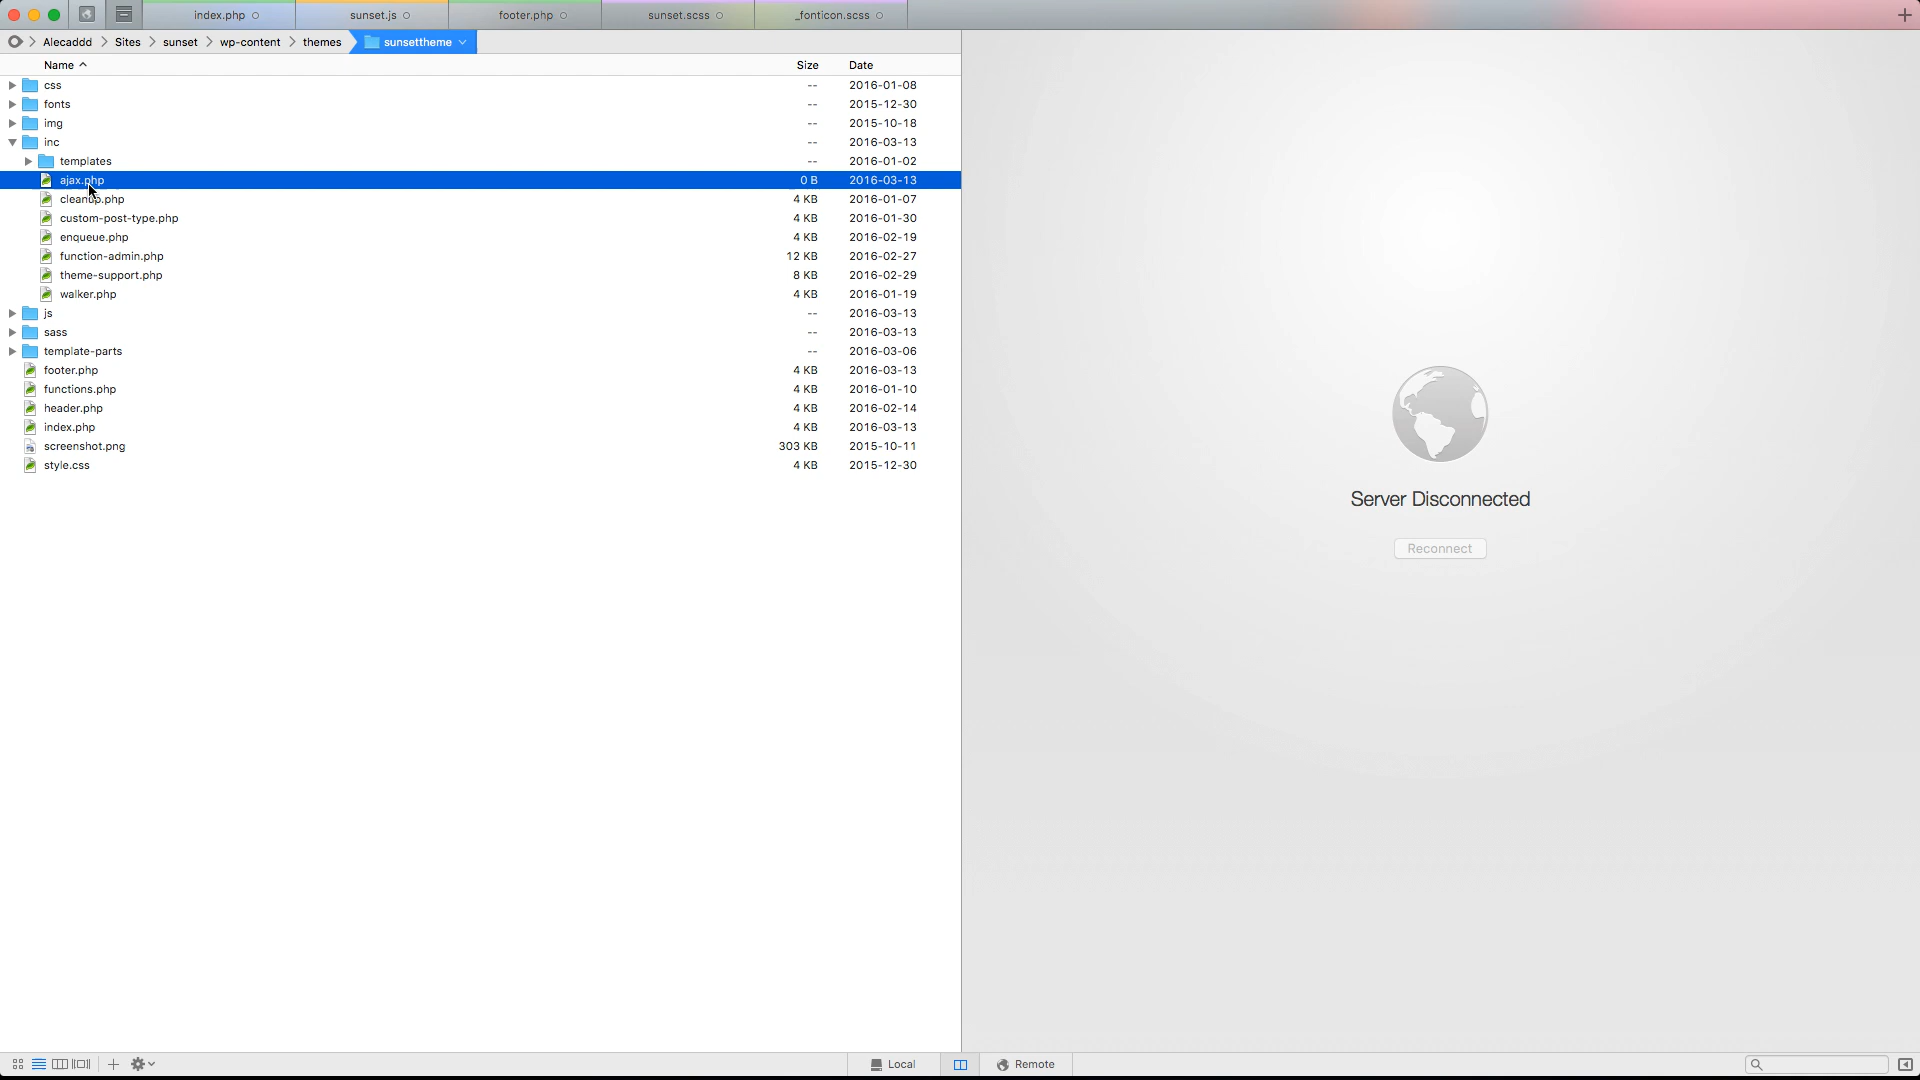 index.php sunset.js footer.php sunset.scss _fonticon.scss
Alecaddd Sites sunset wp-content themes sunsettheme
Name Size Date
css -- 2016-01-08
fonts -- 2015-12-30
img -- 2015-10-18
inc -- 2016-03-13
templates -- 2016-01-02
ajax.php 0 B 2016-03-13
cleanup.php 4 KB 2016-01-07
custom-post-type.php 4 KB 2016-01-30
enqueue.php 4 KB 2016-02-19
function-admin.php 12 KB 2016-02-27
theme-support.php 8 KB 2016-02-29
walker.php 4 KB 2016-01-19
js -- 2016-03-13
sass -- 2016-03-13
template-parts -- 2016-03-06
footer.php 4 KB 2016-03-13
functions.php 4 KB 2016-01-10
header.php 4 KB 2016-02-14
index.php 4 KB 2016-03-13
screenshot.png 303 KB 2015-10-11
style.css 4 KB 2015-12-30
Server Disconnected
Reconnect
Local Remote